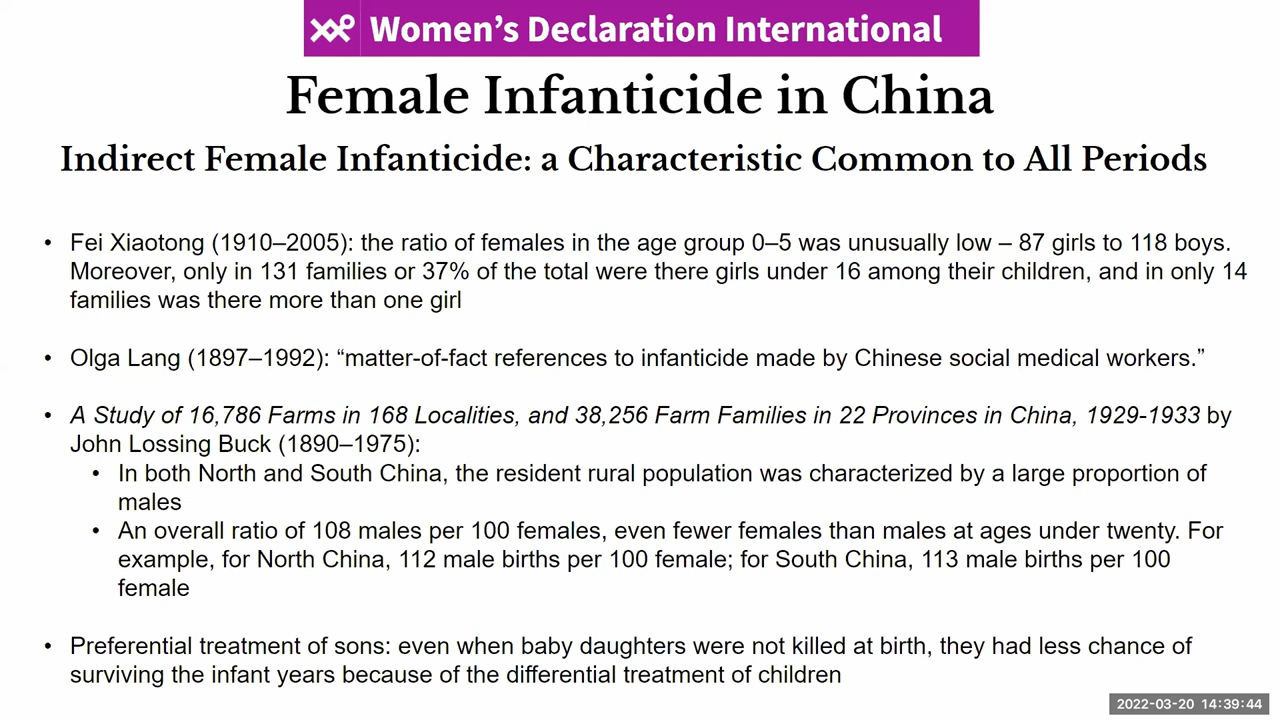 Women's Declaration International
Female Infanticide in China
Indirect Female Infanticide: a Characteristic Common to All Periods
• Fei Xiaotong (1910–2005): the ratio of females in the age group 0–5 was unusually low – 87 girls to 118 boys.
Moreover, only in 131 families or 37% of the total were there girls under 16 among their children, and in only 14
families was there more than one girl
• Olga Lang (1897–1992): “matter-of-fact references to infanticide made by Chinese social medical workers.”
• A Study of 16,786 Farms in 168 Localities, and 38,256 Farm Families in 22 Provinces in China, 1929-1933 by
John Lossing Buck (1890–1975):
• In both North and South China, the resident rural population was characterized by a large proportion of
males
• An overall ratio of 108 males per 100 females, even fewer females than males at ages under twenty. For
example, for North China, 112 male births per 100 female; for South China, 113 male births per 100
female
• Preferential treatment of sons: even when baby daughters were not killed at birth, they had less chance of
surviving the infant years because of the differential treatment of children
2022-03-20 14:39:44